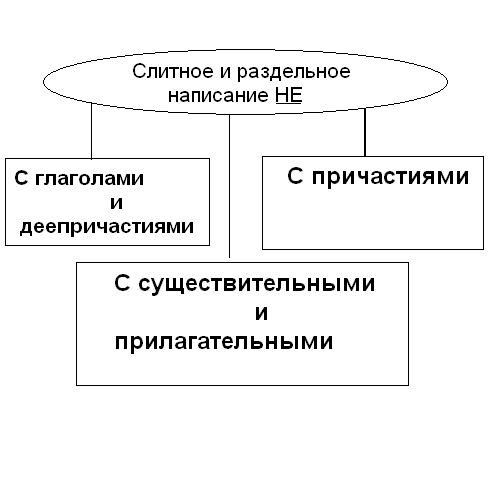 Слитное и раздельное
написание НЕ
С глаголами
и
деепричастиями
С причастиями
С существительными
и
прилагательными